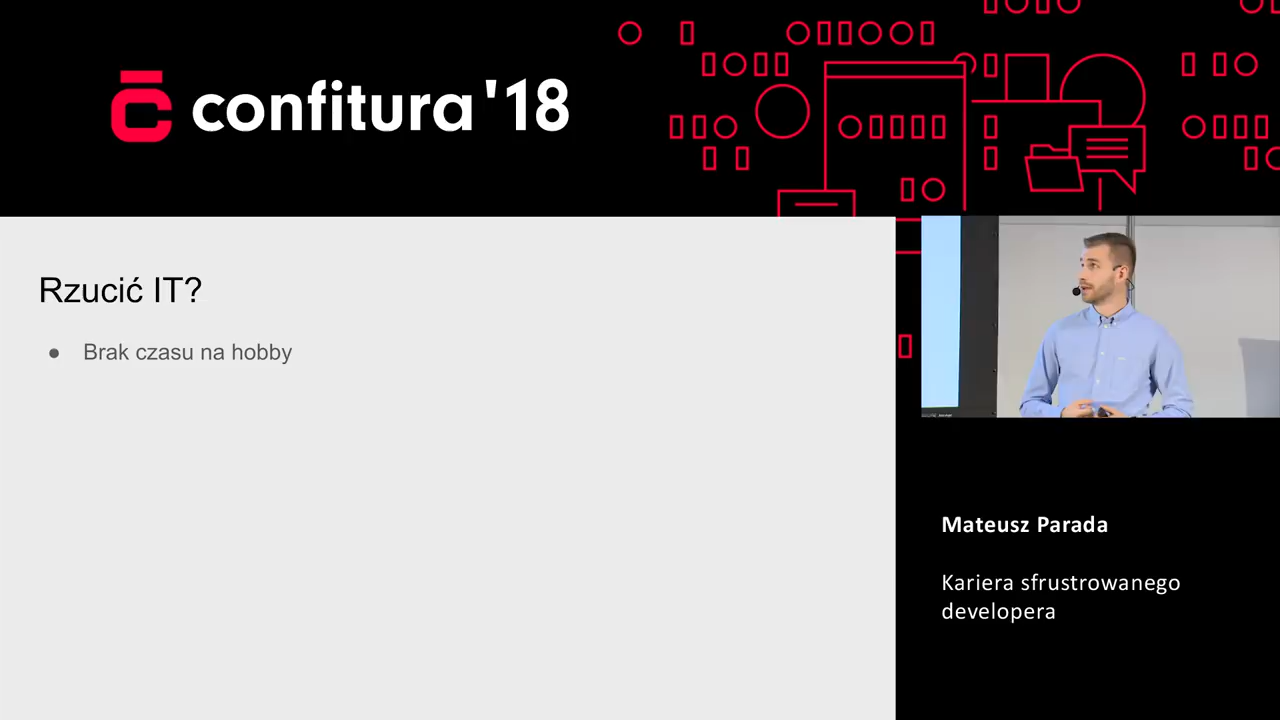 confitura '18
Rzucić IT?
● Brak czasu na hobby
Mateusz Parada
Kariera sfrustrowanego
developera